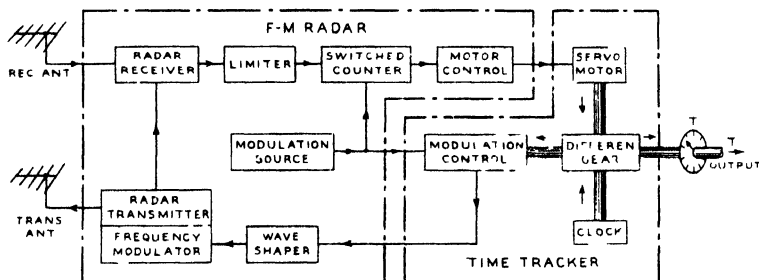 F-M RADAR
REC ANT
RADAR
RECEIVER
LIMITER
SWITCHED
COUNTER
MOTOR
CONTROL
SERVO
MOTOR
MODULATION
SOURCE
MODULATION
CONTROL
DIFFEREN
GEAR
T
T
OUTPUT
TRANS
ANT
RADAR
TRANSMITTER
FREQUENCY
MODULATOR
WAVE
SHAPER
CLOCK
TIME TRACKER